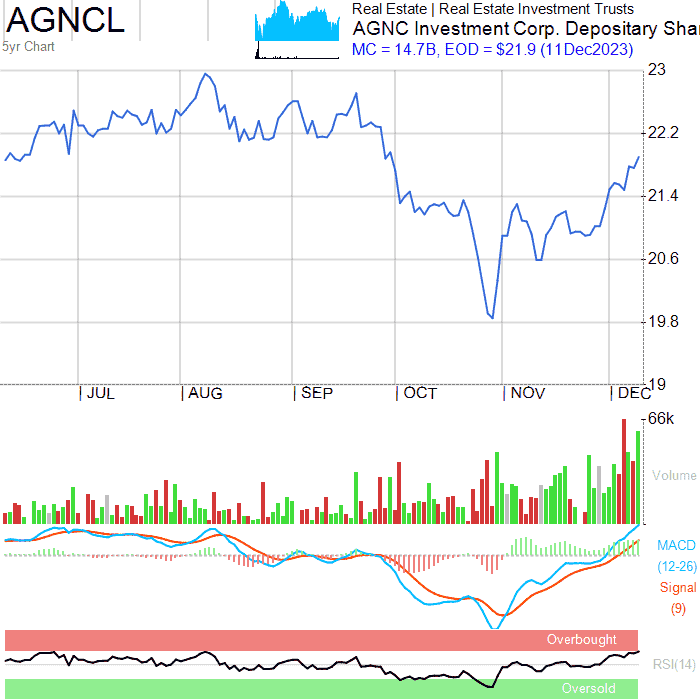 AGNCL
5yr Chart
Real Estate | Real Estate Investment Trusts
AGNC Investment Corp. Depositary Shar
MC = 14.7B, EOD = $21.9 (11Dec2023)
23
22.2
21.4
20.6
19.8
19
| JUL | AUG | SEP | OCT | NOV | DEC
66k
Volume
MACD
(12-26)
Signal
(9)
Overbought
RSI(14)
Oversold